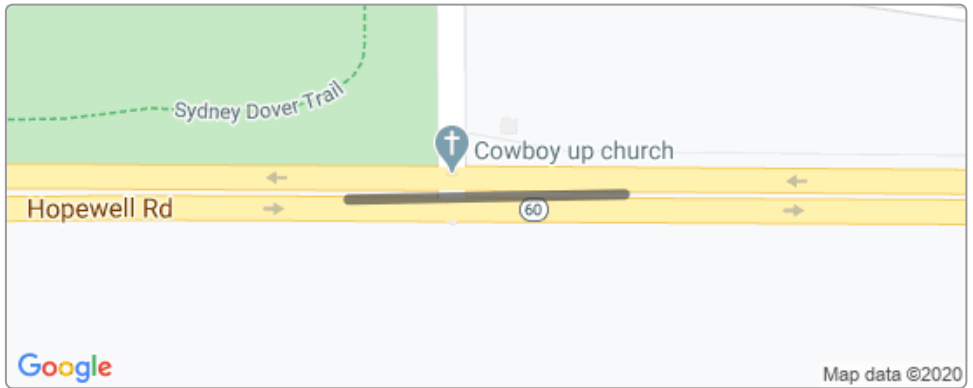 Sydney Dover Trail
Cowboy up church
Hopewell Rd
60
Google
Map data ©2020